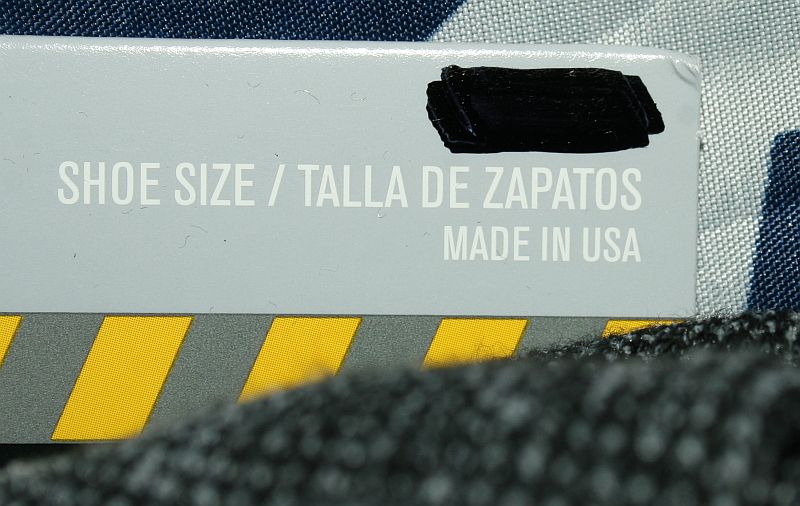 SHOE SIZE / TALLA DE ZAPATOS
MADE IN USA